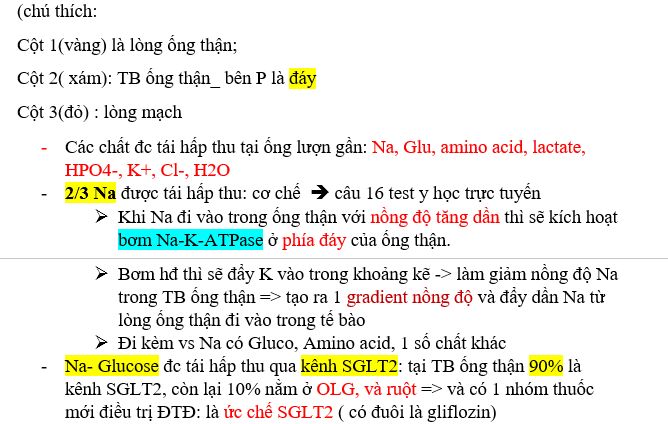 (chú thích:
Cột 1(vàng) là lòng ống thận;
Cột 2( xám): TB ống thận_ bên P là đáy
Cột 3(đỏ) : lòng mạch
- Các chất đc tái hấp thu tại ống lượn gần: Na, Glu, amino acid, lactate,
HPO4-, K+, Cl-, H2O
- 2/3 Na được tái hấp thu: cơ chế ➔ câu 16 test y học trực tuyến
➢ Khi Na đi vào trong ống thận với nồng độ tăng dần thì sẽ kích hoạt
bơm Na-K-ATPase ở phía đáy của ống thận.
➢ Bơm hđ thì sẽ đẩy K vào trong khoảng kẽ -> làm giảm nồng độ Na
trong TB ống thận => tạo ra 1 gradient nồng độ và đẩy dần Na từ
lòng ống thận đi vào trong tế bào
➢ Đi kèm vs Na có Gluco, Amino acid, 1 số chất khác
- Na- Glucose đc tái hấp thu qua kênh SGLT2: tại TB ống thận 90% là
kênh SGLT2, còn lại 10% nằm ở OLG, và ruột => và có 1 nhóm thuốc
mới điều trị ĐTĐ: là ức chế SGLT2 ( có đuôi là gliflozin)